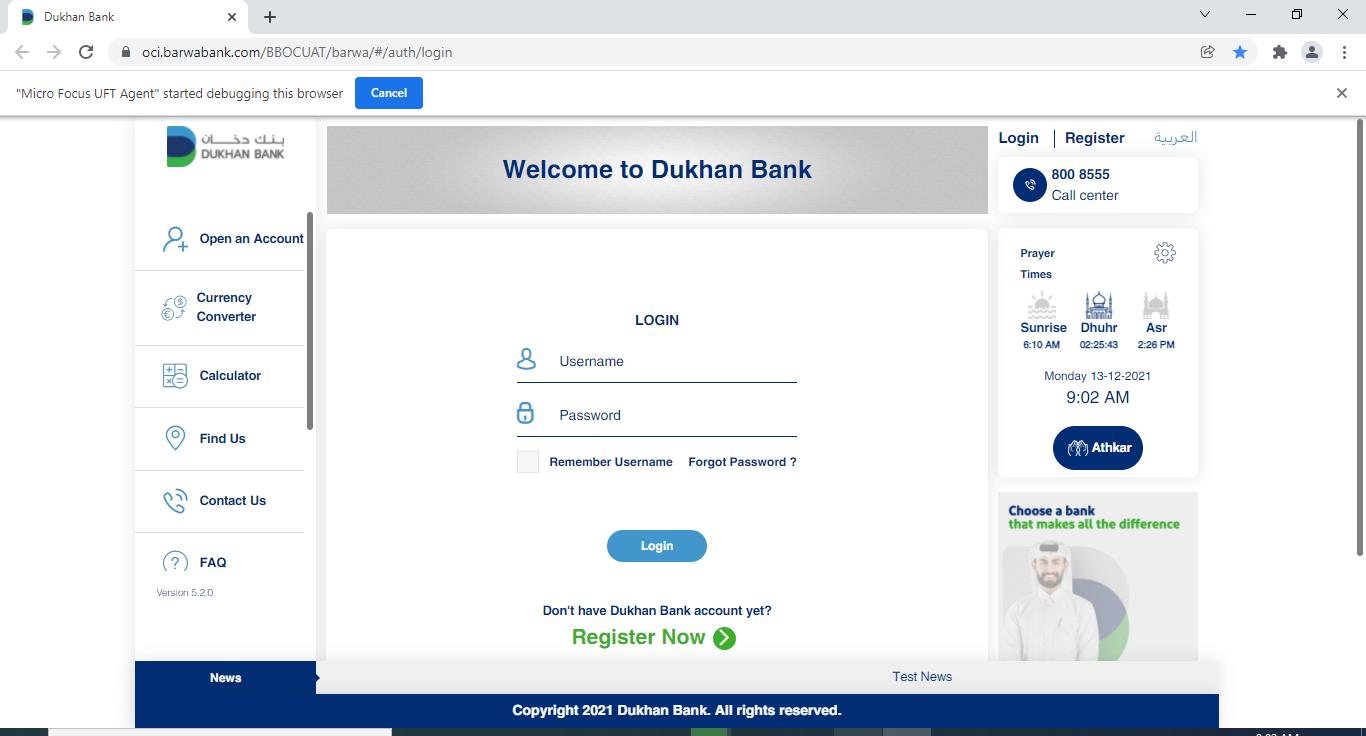 Dukhan Bank
oci.barwabank.com/BBOCUAT/barwa/#/auth/login
"Micro Focus UFT Agent" started debugging this browser
Cancel
بنك دخان
DUKHAN BANK
Open an Account
Currency
Converter
Calculator
Find Us
Contact Us
FAQ
Version 5.2.0
Welcome to Dukhan Bank
LOGIN
Username
Password
Remember Username Forgot Password ?
Login
Don't have Dukhan Bank account yet?
Register Now
Login | Register العربية
800 8555
Call center
Prayer
Times
Sunrise Dhuhr Asr
6:10 AM 02:25:43 2:26 PM
Monday 13-12-2021
9:02 AM
Athkar
Choose a bank
that makes all the difference
News Test News
Copyright 2021 Dukhan Bank. All rights reserved.